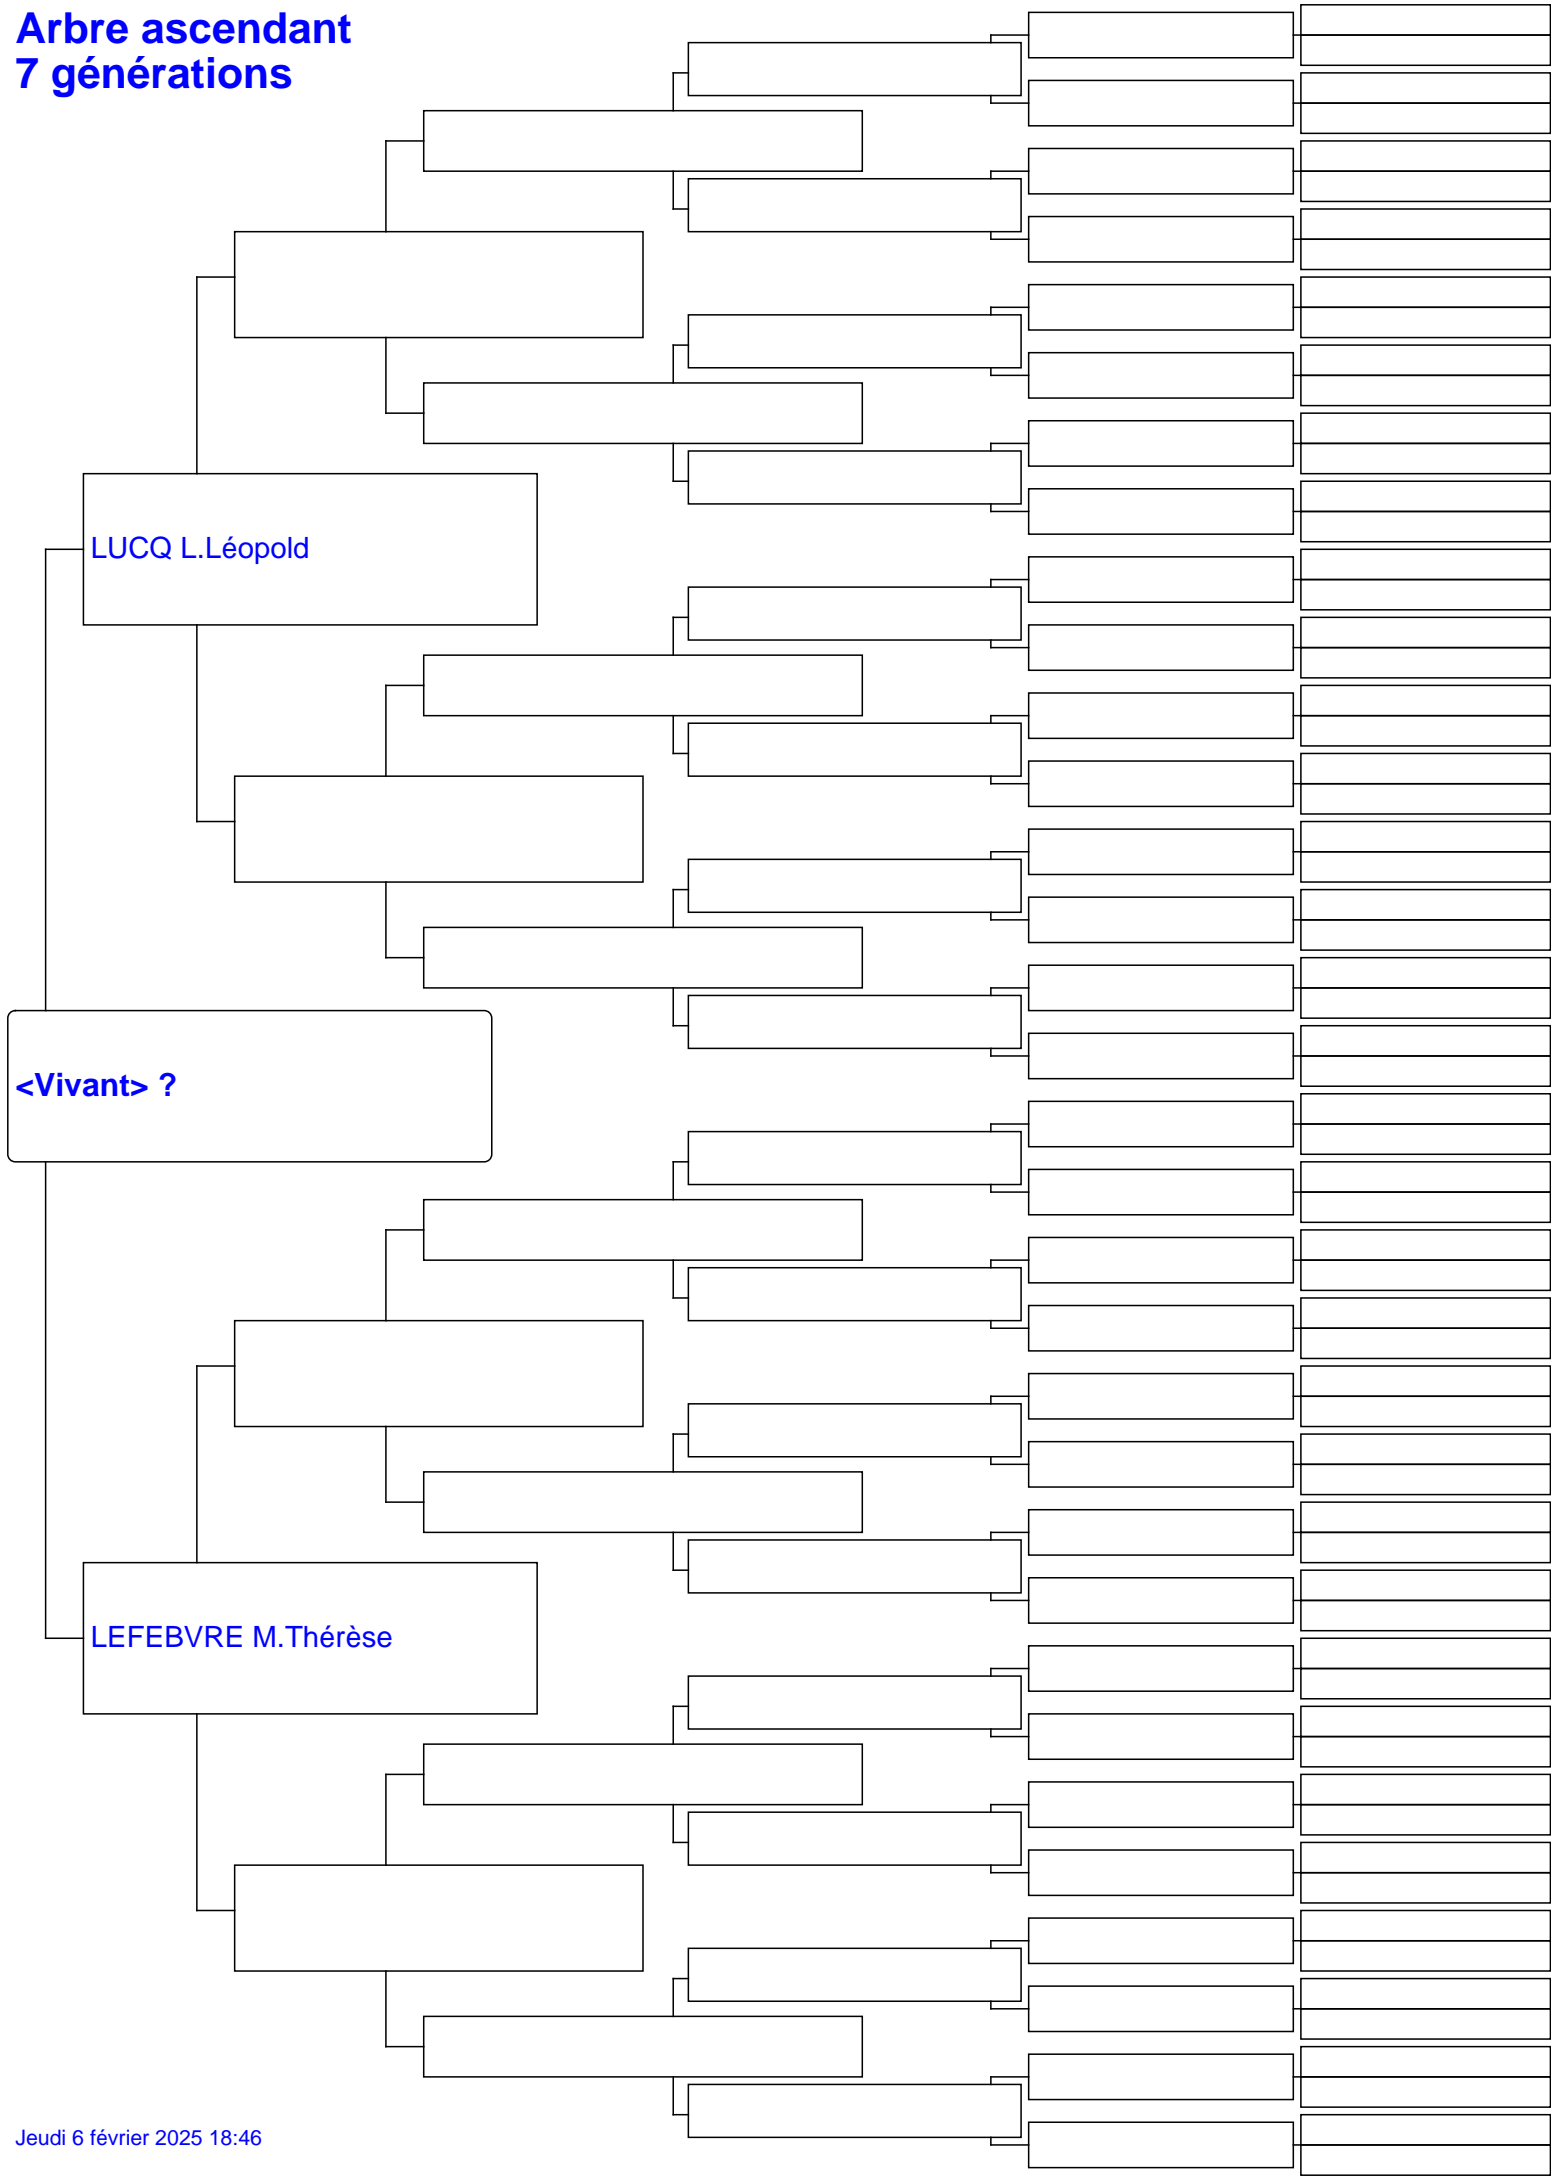 Arbre ascendant
7 générations
LUCQ L.Léopold
<Vivant> ?
LEFEBVRE M.Thérèse
Jeudi 6 février 2025 18:46